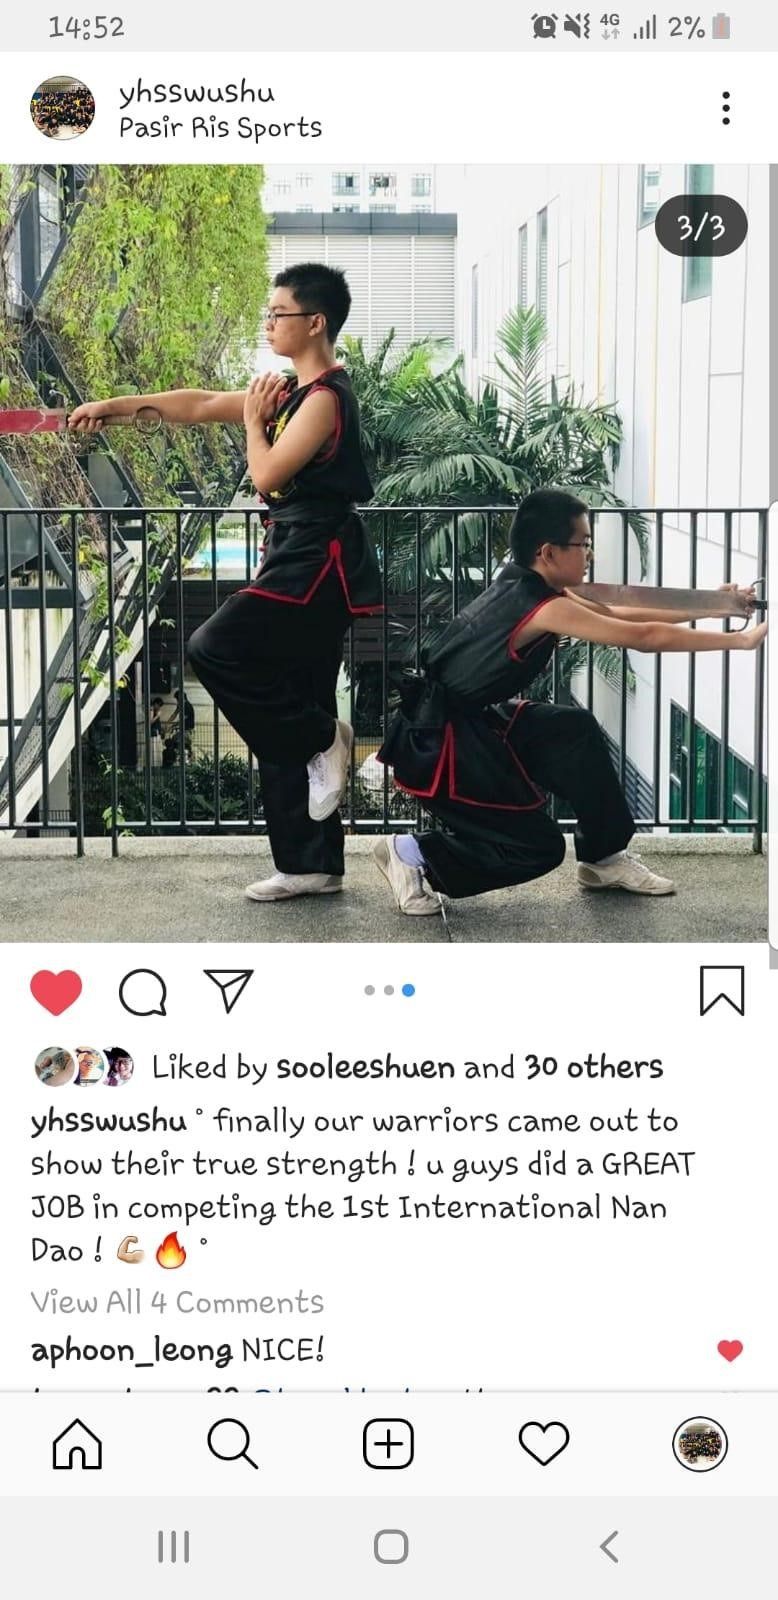 14:52
4G
2%
yhsswushu
Pasir Ris Sports
3/3
Liked by sooleeshuen and 30 others
yhsswushu ° finally our warriors came out to
show their true strength ! u guys did a GREAT
JOB in competing the 1st International Nan
Dao ! 💪🏼 🔥 °
View All 4 Comments
aphoon_leong NICE!